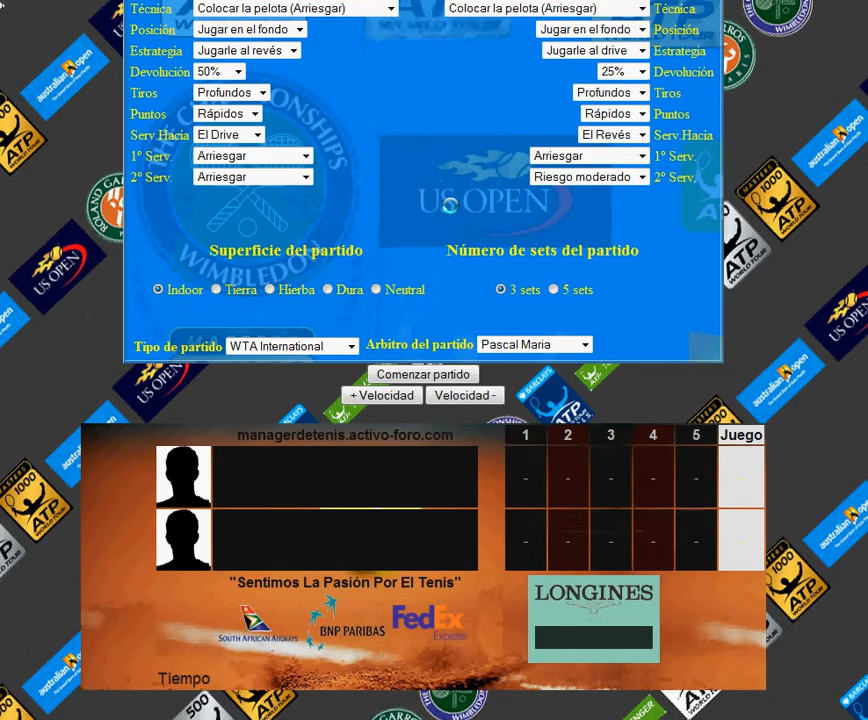 Técnica Colocar la pelota (Arriesgar) Colocar la pelota (Arriesgar) Técnica
Posición Jugar en el fondo Jugar en el fondo Posición
Estrategia Jugarle al revés Jugarle al drive Estrategia
Devolución 50% 25% Devolución
Tiros Profundos Profundos Tiros
Puntos Rápidos Rápidos Puntos
Serv.Hacia El Drive El Revés Serv.Hacia
1º Serv. Arriesgar Arriesgar 1º Serv.
2º Serv. Arriesgar Riesgo moderado 2º Serv.
US OPEN
WIMBLEDON
Superficie del partido Número de sets del partido
Indoor Tierra Hierba Dura Neutral 3 sets 5 sets
Tipo de partido WTA International Arbitro del partido Pascal Maria
Comenzar partido
+ Velocidad Velocidad -
managerdetenis.activo-foro.com 1 2 3 4 5 Juego
- - - - -
- - - - -
"Sentimos La Pasión Por El Tenis"
LONGINES
SOUTH AFRICAN AIRWAYS BNP PARIBAS FedEx
Express
Tiempo